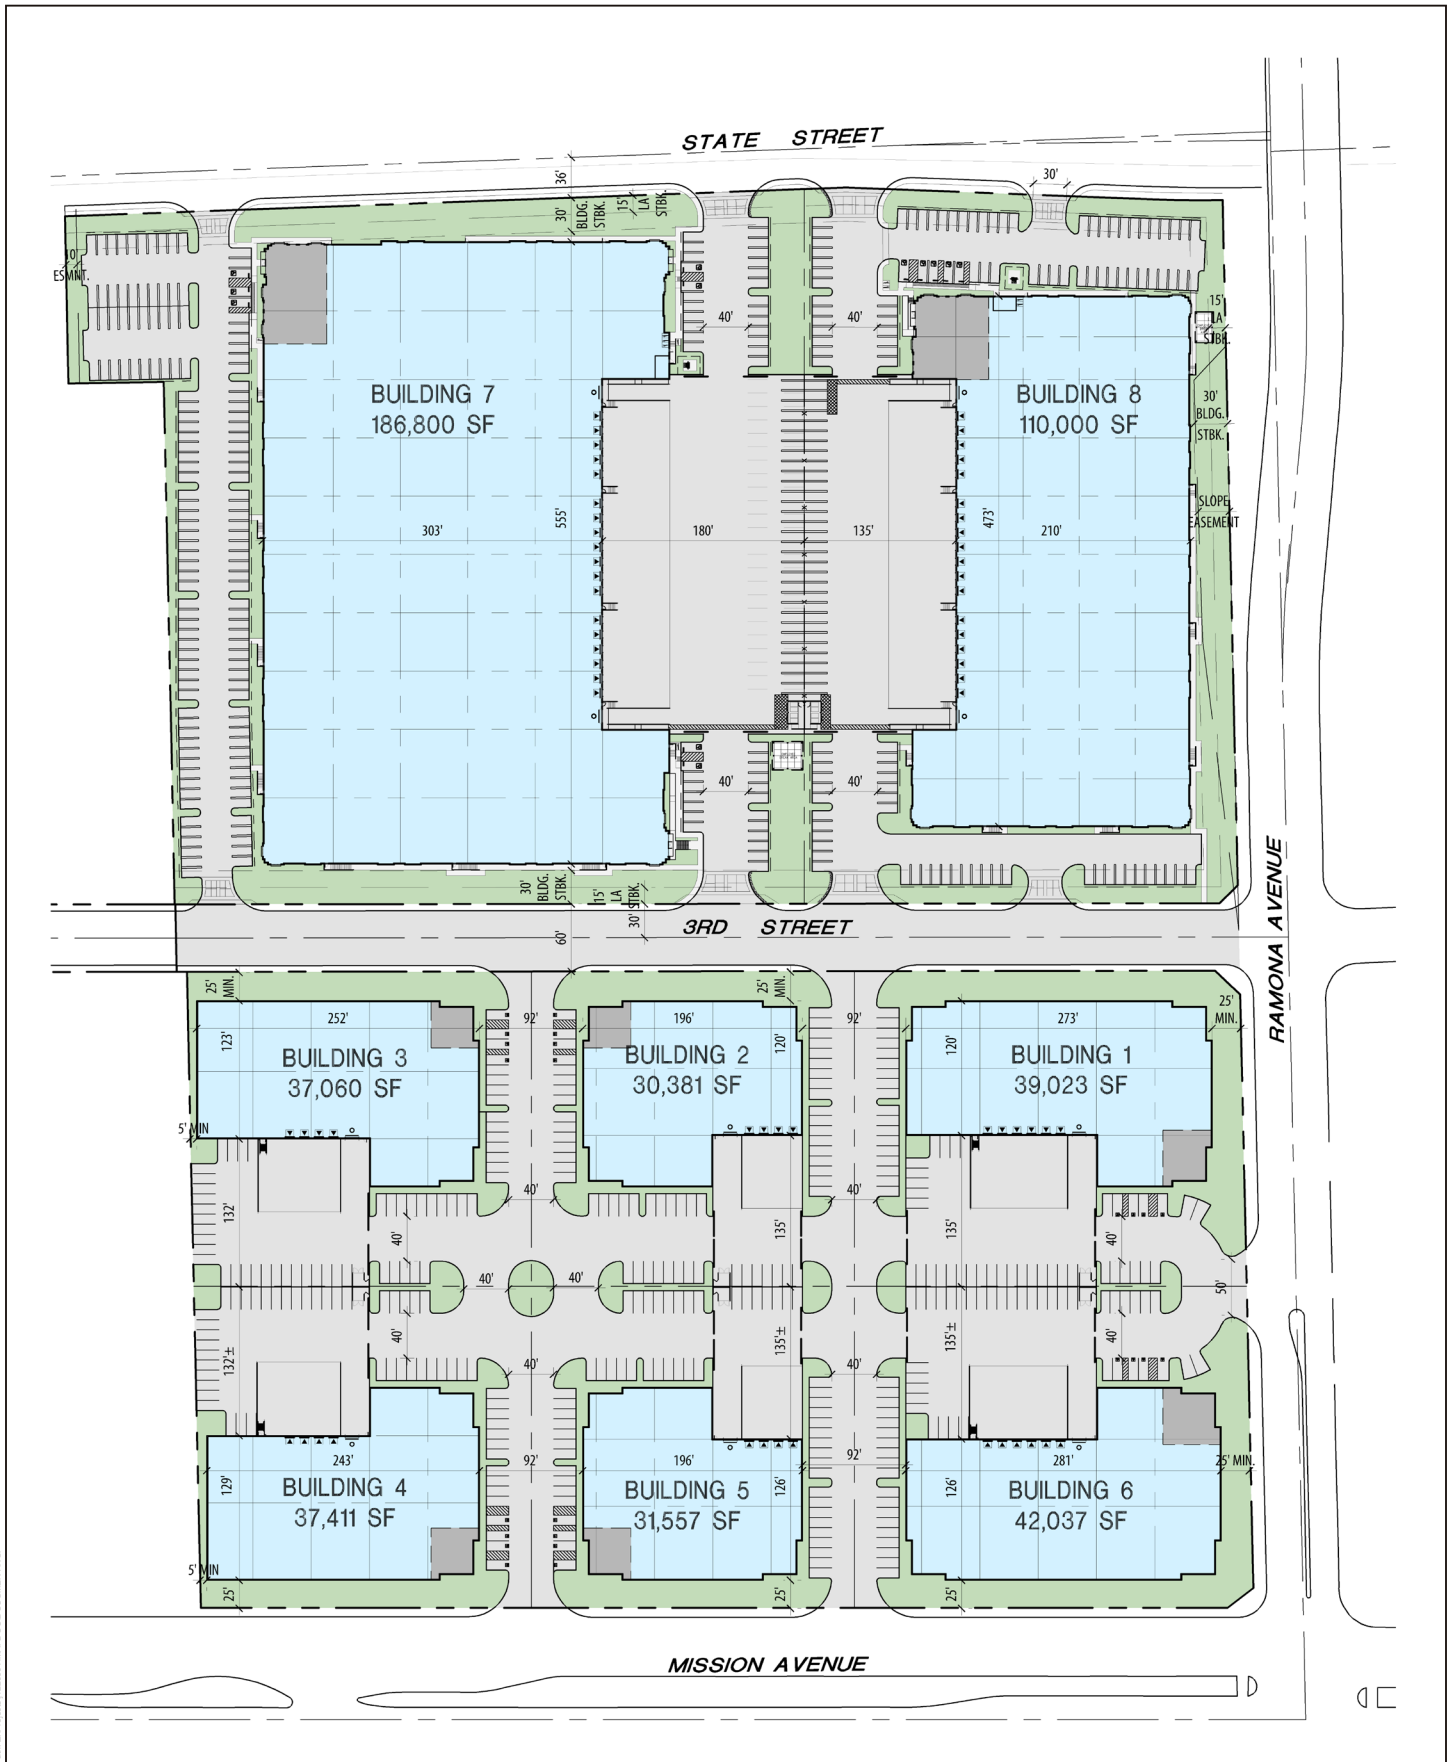 STATE STREET
36'
30'
BLDG.
STBK.
15'
LA
STBK.
30'
10'
ESMNT.
40'
40'
15'
LA
STBK.
BUILDING 7
186,800 SF
BUILDING 8
110,000 SF
30'
BLDG.
STBK.
SLOPE
EASEMENT
303'
555'
180'
135'
473'
210'
40'
40'
30'
BLDG.
STBK.
15'
LA
STBK.
30'
60'
3RD STREET
RAMONA AVENUE
25'
MIN.
25'
MIN.
25'
MIN.
252'
92'
196'
92'
273'
123'
120'
120'
BUILDING 3
37,060 SF
BUILDING 2
30,381 SF
BUILDING 1
39,023 SF
5' MIN
40'
40'
132'
135'
135'
40'
40'
40'
40'
50'
132'±
135'±
135'±
40'
40'
40'
40'
243'
92'
196'
92'
281'
25' MIN.
129'
126'
126'
BUILDING 4
37,411 SF
BUILDING 5
31,557 SF
BUILDING 6
42,037 SF
5' MIN
25'
25'
25'
MISSION AVENUE